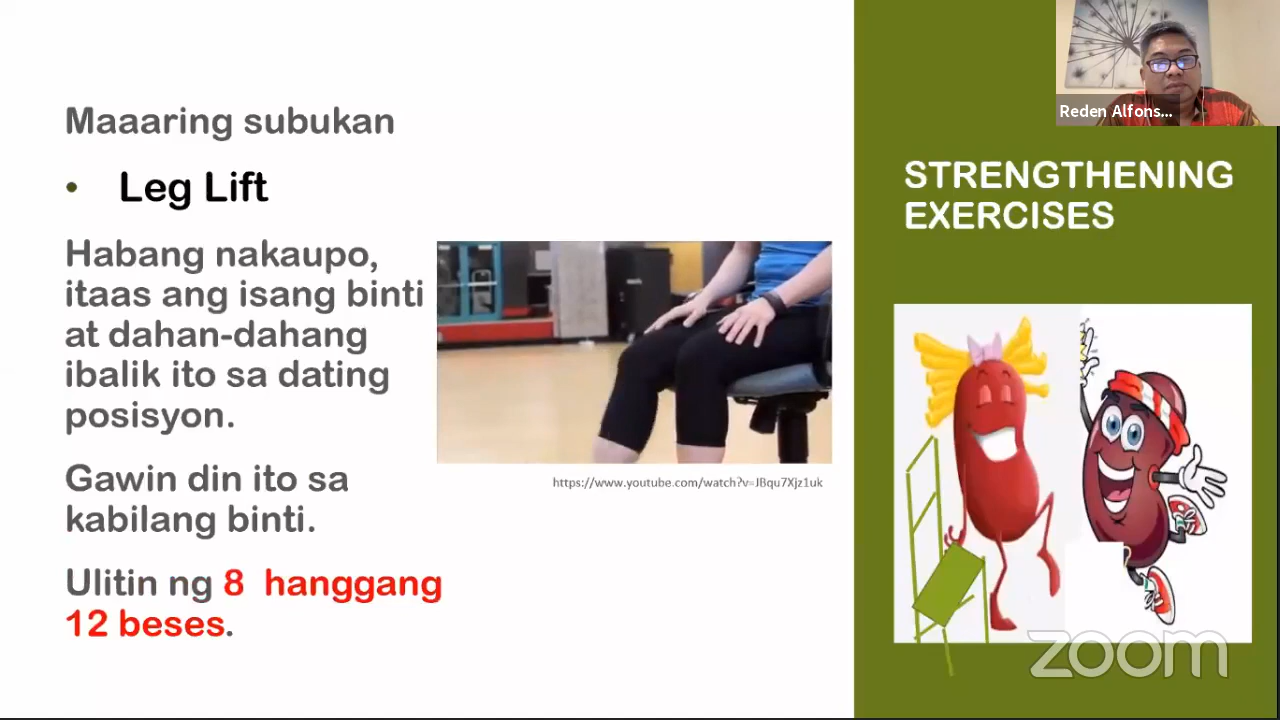 Maaaring subukan
• Leg Lift
Habang nakaupo,
itaas ang isang binti
at dahan-dahang
ibalik ito sa dating
posisyon.
Gawin din ito sa
kabilang binti.
Ulitin ng 8 hanggang
12 beses.
https://www.youtube.com/watch?v=JBqu7Xjz1uk
Reden Alfons...
STRENGTHENING
EXERCISES
zoom